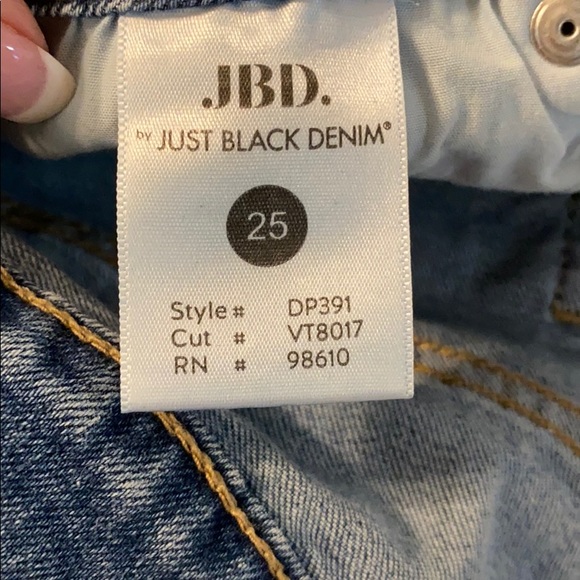 .JBD.
by JUST BLACK DENIM®
25
Style # DP391
Cut # VT8017
RN # 98610